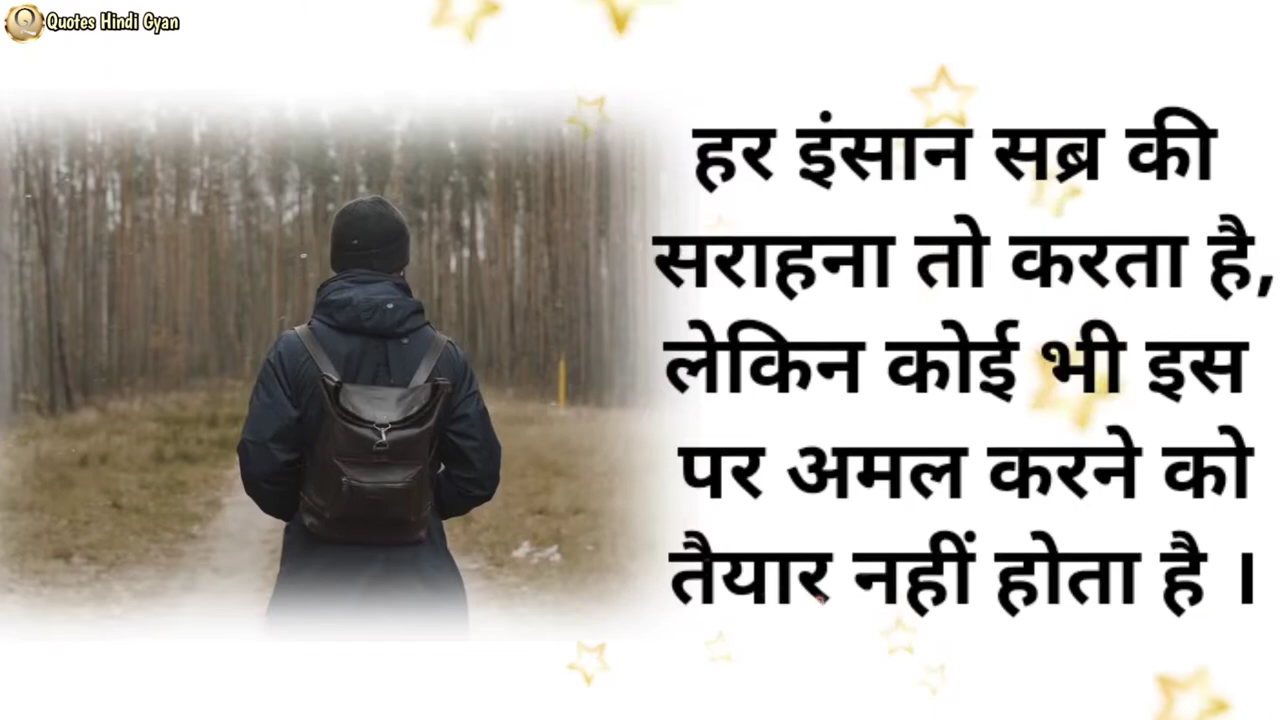 Quotes Hindi Gyan
हर इंसान सब्र की
सराहना तो करता है,
लेकिन कोई भी इस
पर अमल करने को
तैयार नहीं होता है ।